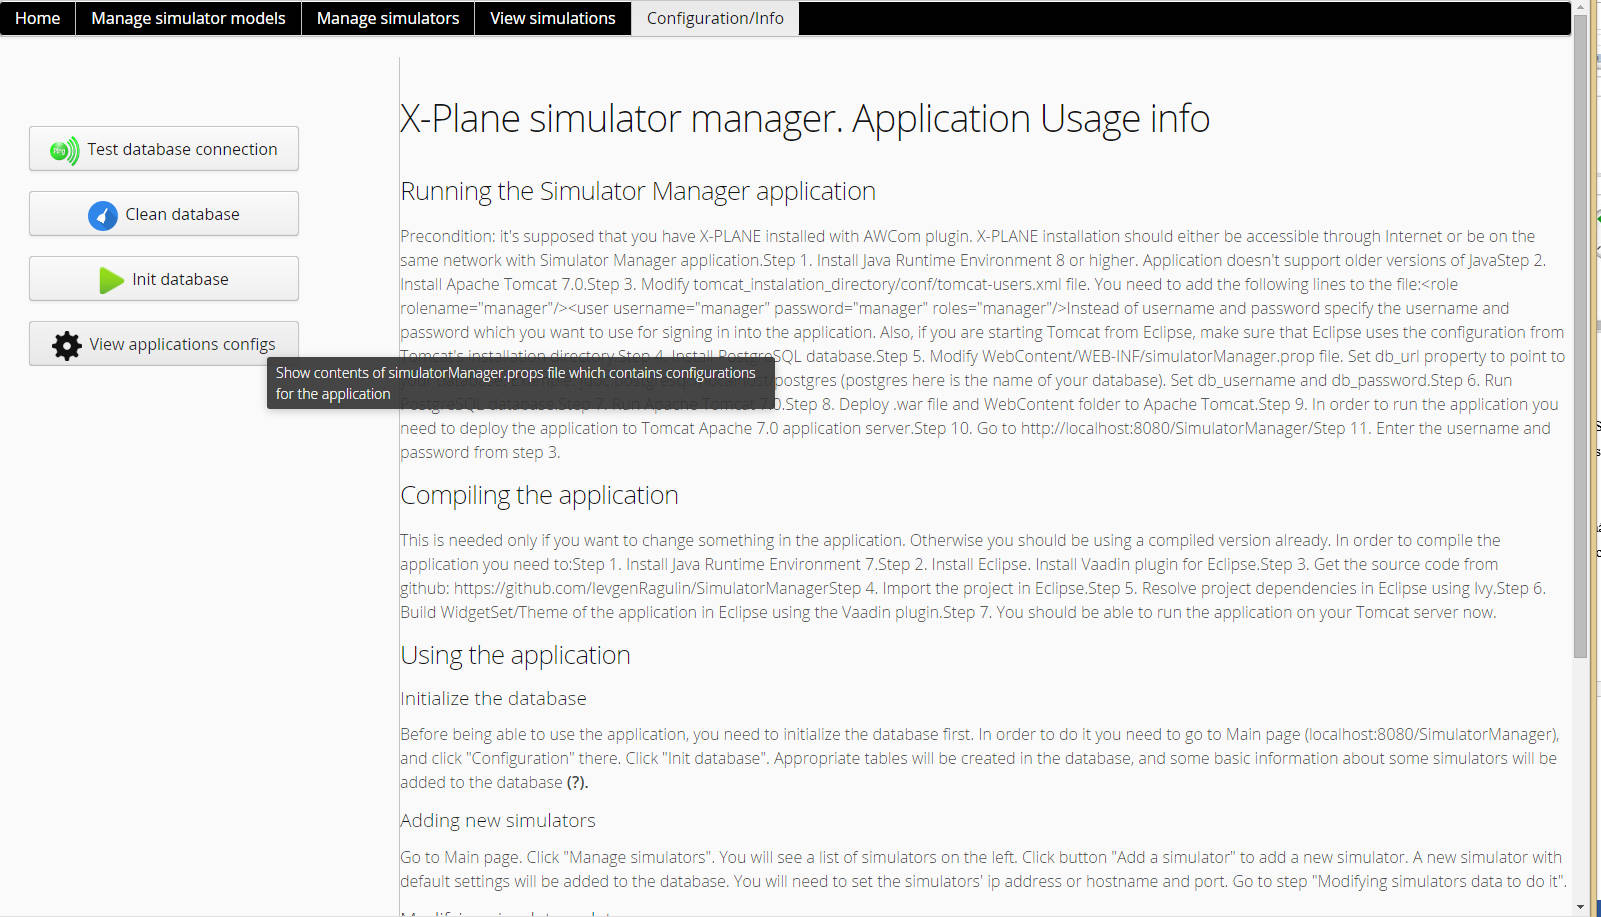 Home
Manage simulator models
Manage simulators
View simulations
Configuration/Info
Test database connection
Clean database
Init database
View applications configs
Show contents of simulatorManager.props file which contains configurations
for the application
X-Plane simulator manager. Application Usage info
Running the Simulator Manager application
Precondition: it's supposed that you have X-PLANE installed with AWCom plugin. X-PLANE installation should either be accessible through Internet or be on the
same network with Simulator Manager application.Step 1. Install Java Runtime Environment 8 or higher. Application doesn't support older versions of JavaStep 2.
Install Apache Tomcat 7.0.Step 3. Modify tomcat_instalation_directory/conf/tomcat-users.xml file. You need to add the following lines to the file:<role
rolename="manager"/><user username="manager" password="manager" roles="manager"/>Instead of username and password specify the username and
password which you want to use for signing in into the application. Also, if you are starting Tomcat from Eclipse, make sure that Eclipse uses the configuration from
Tomcat's installation directory.Step 4. Install PostgreSQL database.Step 5. Modify WebContent/WEB-INF/simulatorManager.prop file. Set db_url property to point to
/postgres (postgres here is the name of your database). Set db_username and db_password.Step 6. Run
PostgreSQL database.Step 7. Run Apache Tomcat 7.0.Step 8. Deploy .war file and WebContent folder to Apache Tomcat.Step 9. In order to run the application you
need to deploy the application to Tomcat Apache 7.0 application server.Step 10. Go to http://localhost:8080/SimulatorManager/Step 11. Enter the username and
password from step 3.
Compiling the application
This is needed only if you want to change something in the application. Otherwise you should be using a compiled version already. In order to compile the
application you need to:Step 1. Install Java Runtime Environment 7.Step 2. Install Eclipse. Install Vaadin plugin for Eclipse.Step 3. Get the source code from
github: https://github.com/IevgenRagulin/SimulatorManagerStep 4. Import the project in Eclipse.Step 5. Resolve project dependencies in Eclipse using Ivy.Step 6.
Build WidgetSet/Theme of the application in Eclipse using the Vaadin plugin.Step 7. You should be able to run the application on your Tomcat server now.
Using the application
Initialize the database
Before being able to use the application, you need to initialize the database first. In order to do it you need to go to Main page (localhost:8080/SimulatorManager),
and click "Configuration" there. Click "Init database". Appropriate tables will be created in the database, and some basic information about some simulators will be
added to the database (?).
Adding new simulators
Go to Main page. Click "Manage simulators". You will see a list of simulators on the left. Click button "Add a simulator" to add a new simulator. A new simulator with
default settings will be added to the database. You will need to set the simulators' ip address or hostname and port. Go to step "Modifying simulators data to do it".